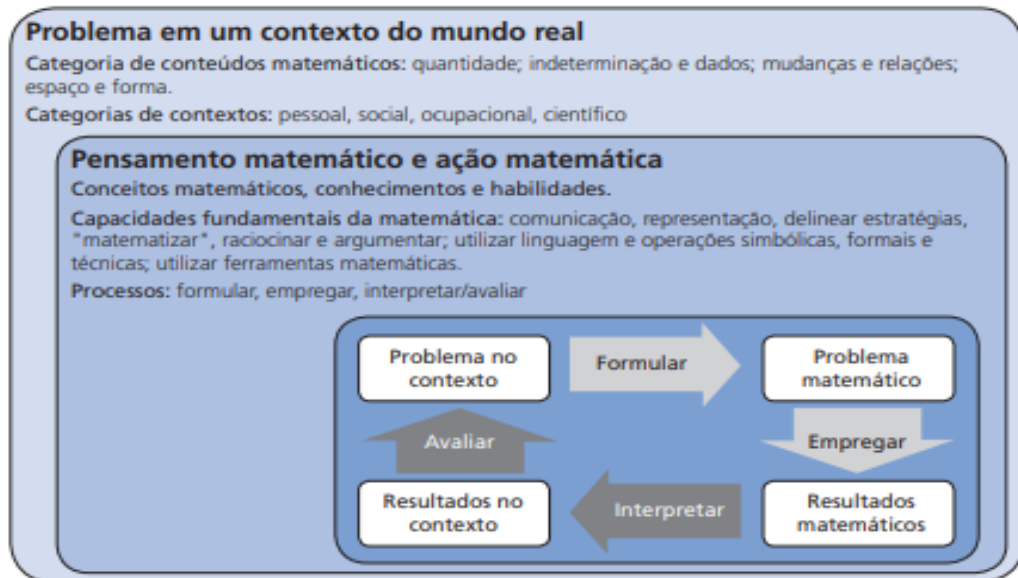 Problema em um contexto do mundo real
Categoria de conteúdos matemáticos: quantidade; indeterminação e dados; mudanças e relações;
espaço e forma.
Categorias de contextos: pessoal, social, ocupacional, científico
Pensamento matemático e ação matemática
Conceitos matemáticos, conhecimentos e habilidades.
Capacidades fundamentais da matemática: comunicação, representação, delinear estratégias,
"matematizar", raciocinar e argumentar; utilizar linguagem e operações simbólicas, formais e
técnicas; utilizar ferramentas matemáticas.
Processos: formular, empregar, interpretar/avaliar
Problema no
contexto
Formular
Problema
matemático
Avaliar
Empregar
Resultados no
contexto
Interpretar
Resultados
matemáticos